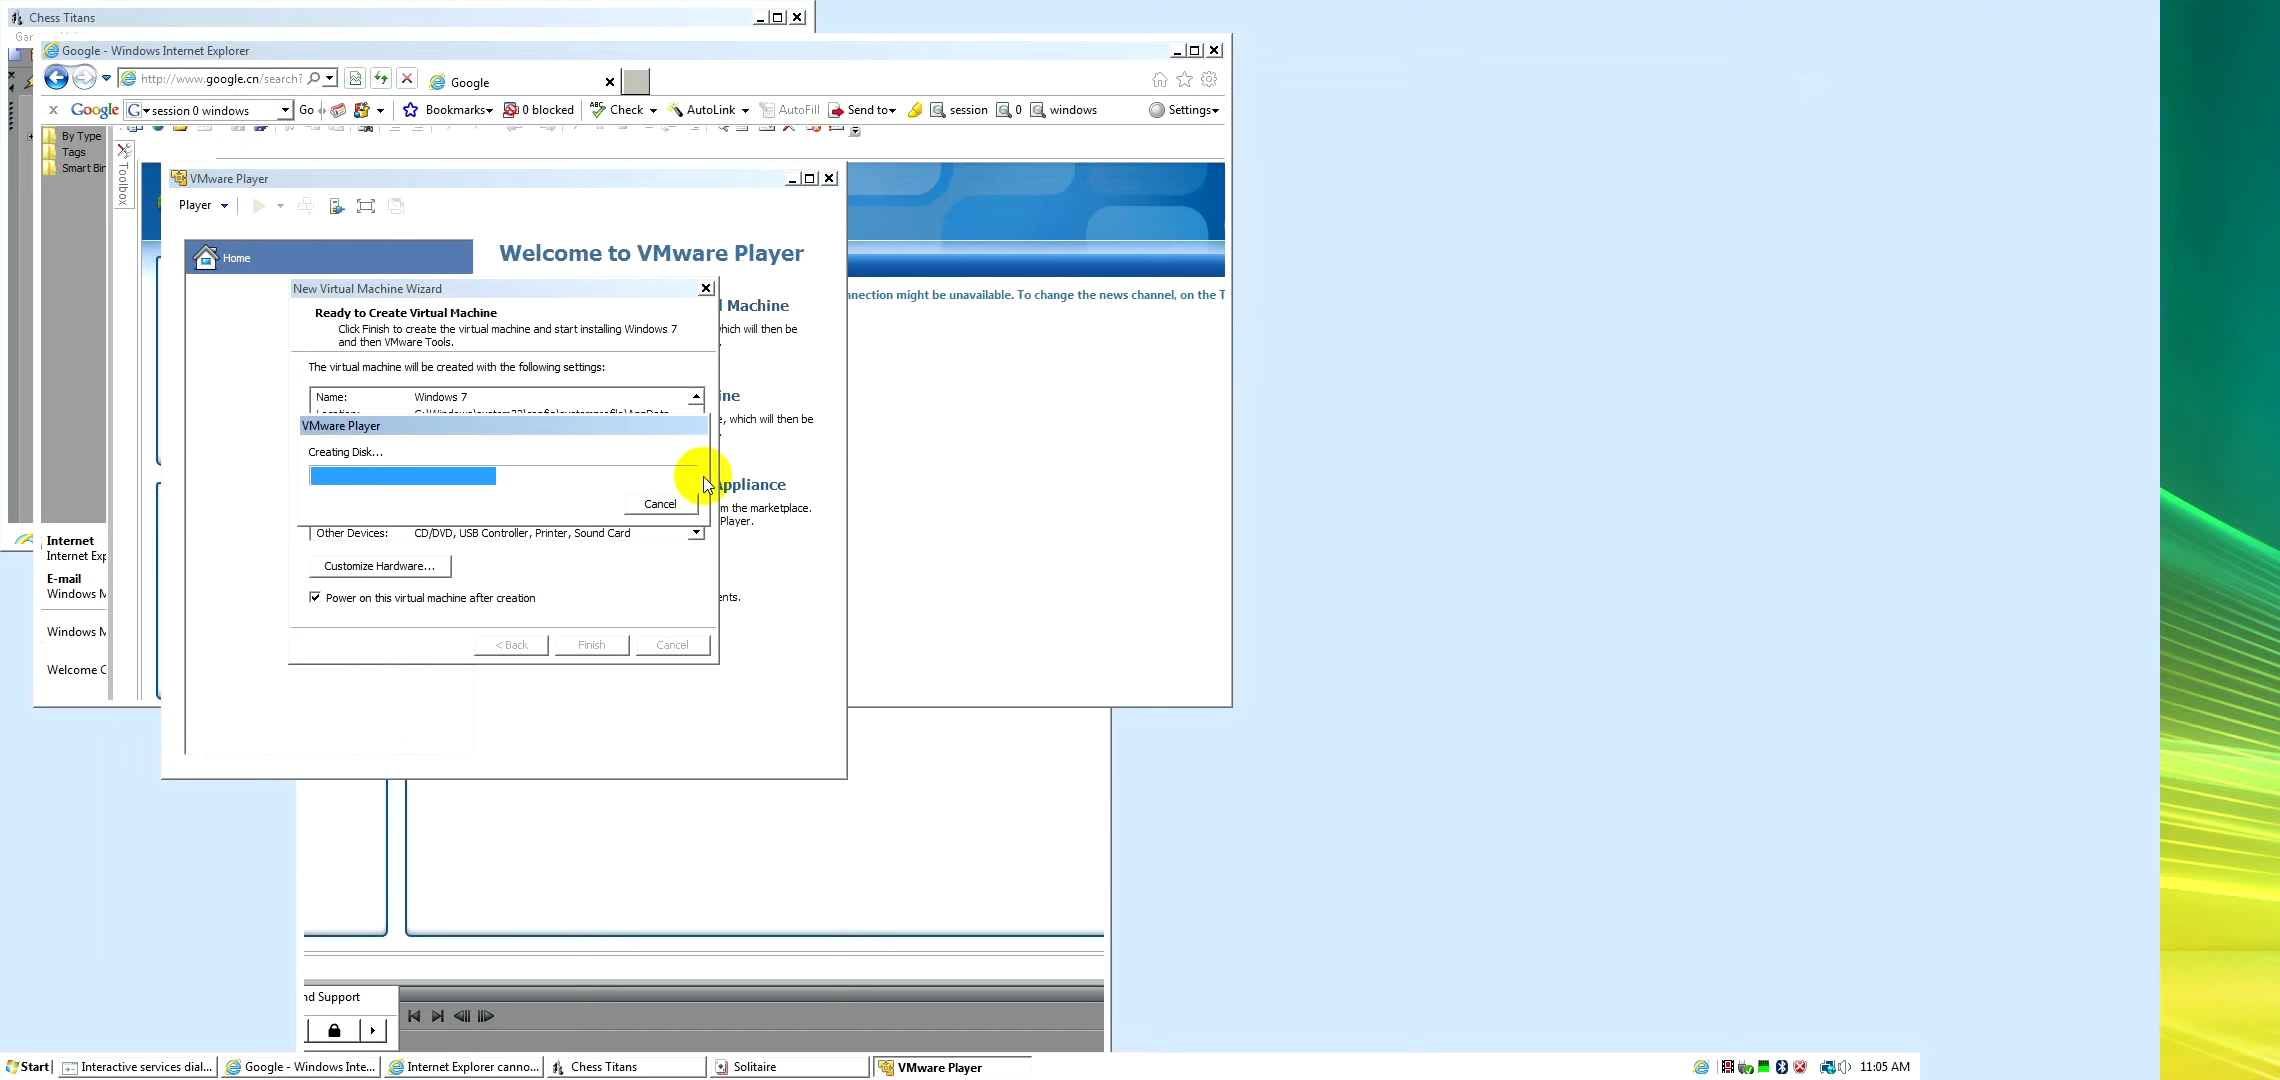 Chess Titans
Google - Windows Internet Explorer
http://www.google.cn/search?
Google
Google
session 0 windows
Go
Bookmarks
0 blocked
Check
AutoLink
AutoFill
Send to
session
0
windows
Settings
By Type
Tags
Smart Bin
Toolbox
VMware Player
Player
Home
Welcome to VMware Player
New Virtual Machine Wizard
Ready to Create Virtual Machine
Click Finish to create the virtual machine and start installing Windows 7
and then VMware Tools.
The virtual machine will be created with the following settings:
Name: Windows 7
VMware Player
Creating Disk...
Cancel
Other Devices: CD/DVD, USB Controller, Printer, Sound Card
Customize Hardware...
Power on this virtual machine after creation
< Back
Finish
Cancel
Machine
which will then be
, which will then be
Appliance
m the marketplace.
Player.
nnection might be unavailable. To change the news channel, on the T
Internet
Internet Exp
E-mail
Windows M
Windows M
Welcome C
nd Support
Start
Interactive services dial...
Google - Windows Inte...
Internet Explorer canno...
Chess Titans
Solitaire
VMware Player
11:05 AM